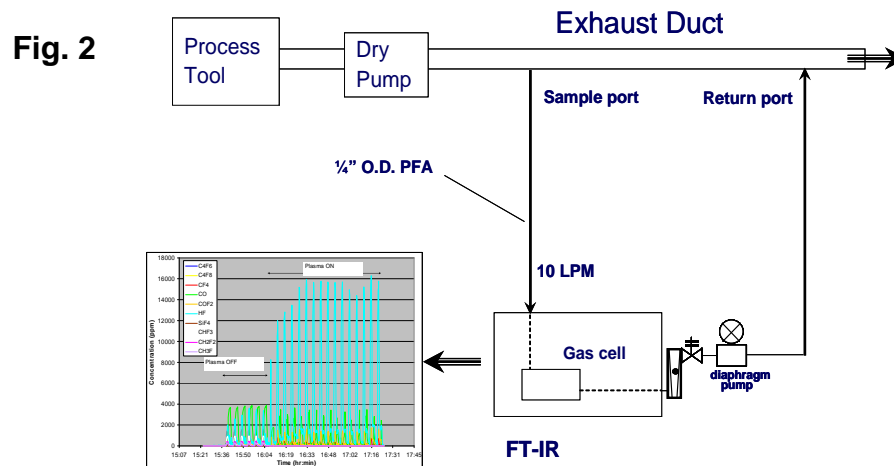 Fig. 2
Exhaust Duct
Process
Tool
Dry
Pump
Sample port
Return port
¼" O.D. PFA
10 LPM
Gas cell
diaphragm
pump
FT-IR
Concentration (ppm)
18000
16000
14000
12000
10000
8000
6000
4000
2000
0
C4F6
C4F8
CF4
CO
COF2
HF
SiF4
CHF3
CH2F2
CH3F
Plasma ON
Plasma OFF
15:07 15:21 15:36 15:50 16:04 16:19 16:33 16:48 17:02 17:16 17:31 17:45
Time (hr:min)